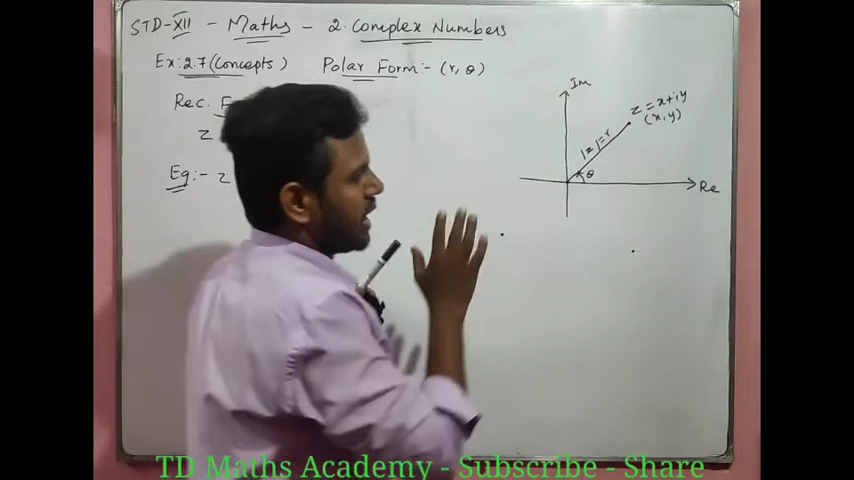 STD-XII - Maths - 2. Complex Numbers
Ex: 2.7 (Concepts) Polar Form:- (r, θ)
Im
z = x+iy
(x, y)
|z|=r
θ
Re
Rec.
z
Eg:- z
TD Maths Academy - Subscribe - Share